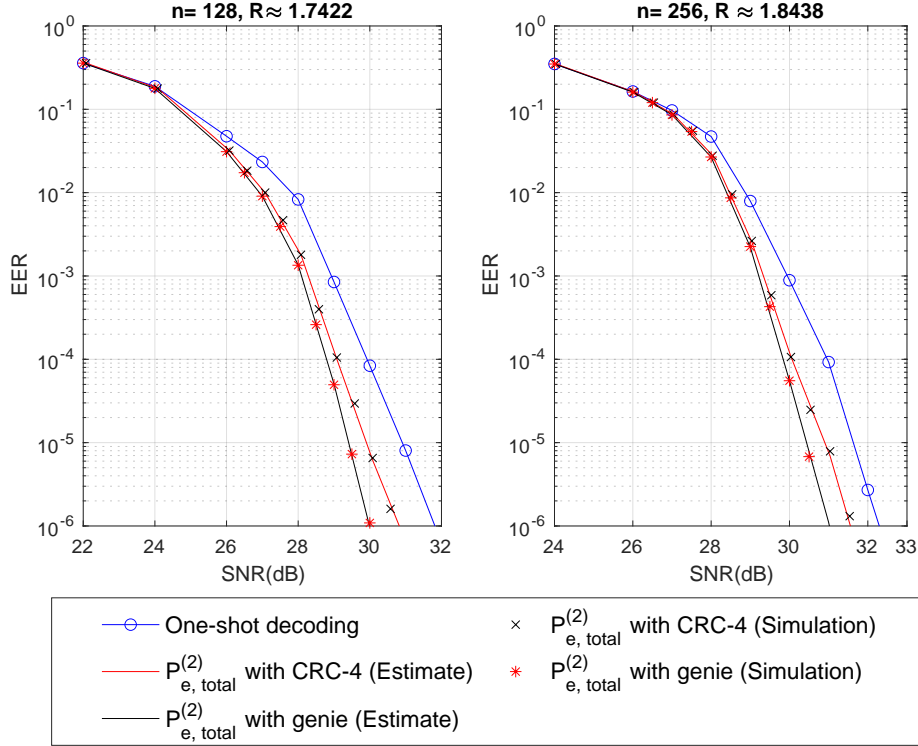 n= 128, R≈ 1.7422
n= 256, R ≈ 1.8438
EER
10^0
10^-1
10^-2
10^-3
10^-4
10^-5
10^-6
22 24 26 28 30 32
SNR(dB)
EER
10^0
10^-1
10^-2
10^-3
10^-4
10^-5
10^-6
24 26 28 30 32 33
SNR(dB)
One-shot decoding
P_{e, total}^{(2)} with CRC-4 (Estimate)
P_{e, total}^{(2)} with genie (Estimate)
P_{e, total}^{(2)} with CRC-4 (Simulation)
P_{e, total}^{(2)} with genie (Simulation)